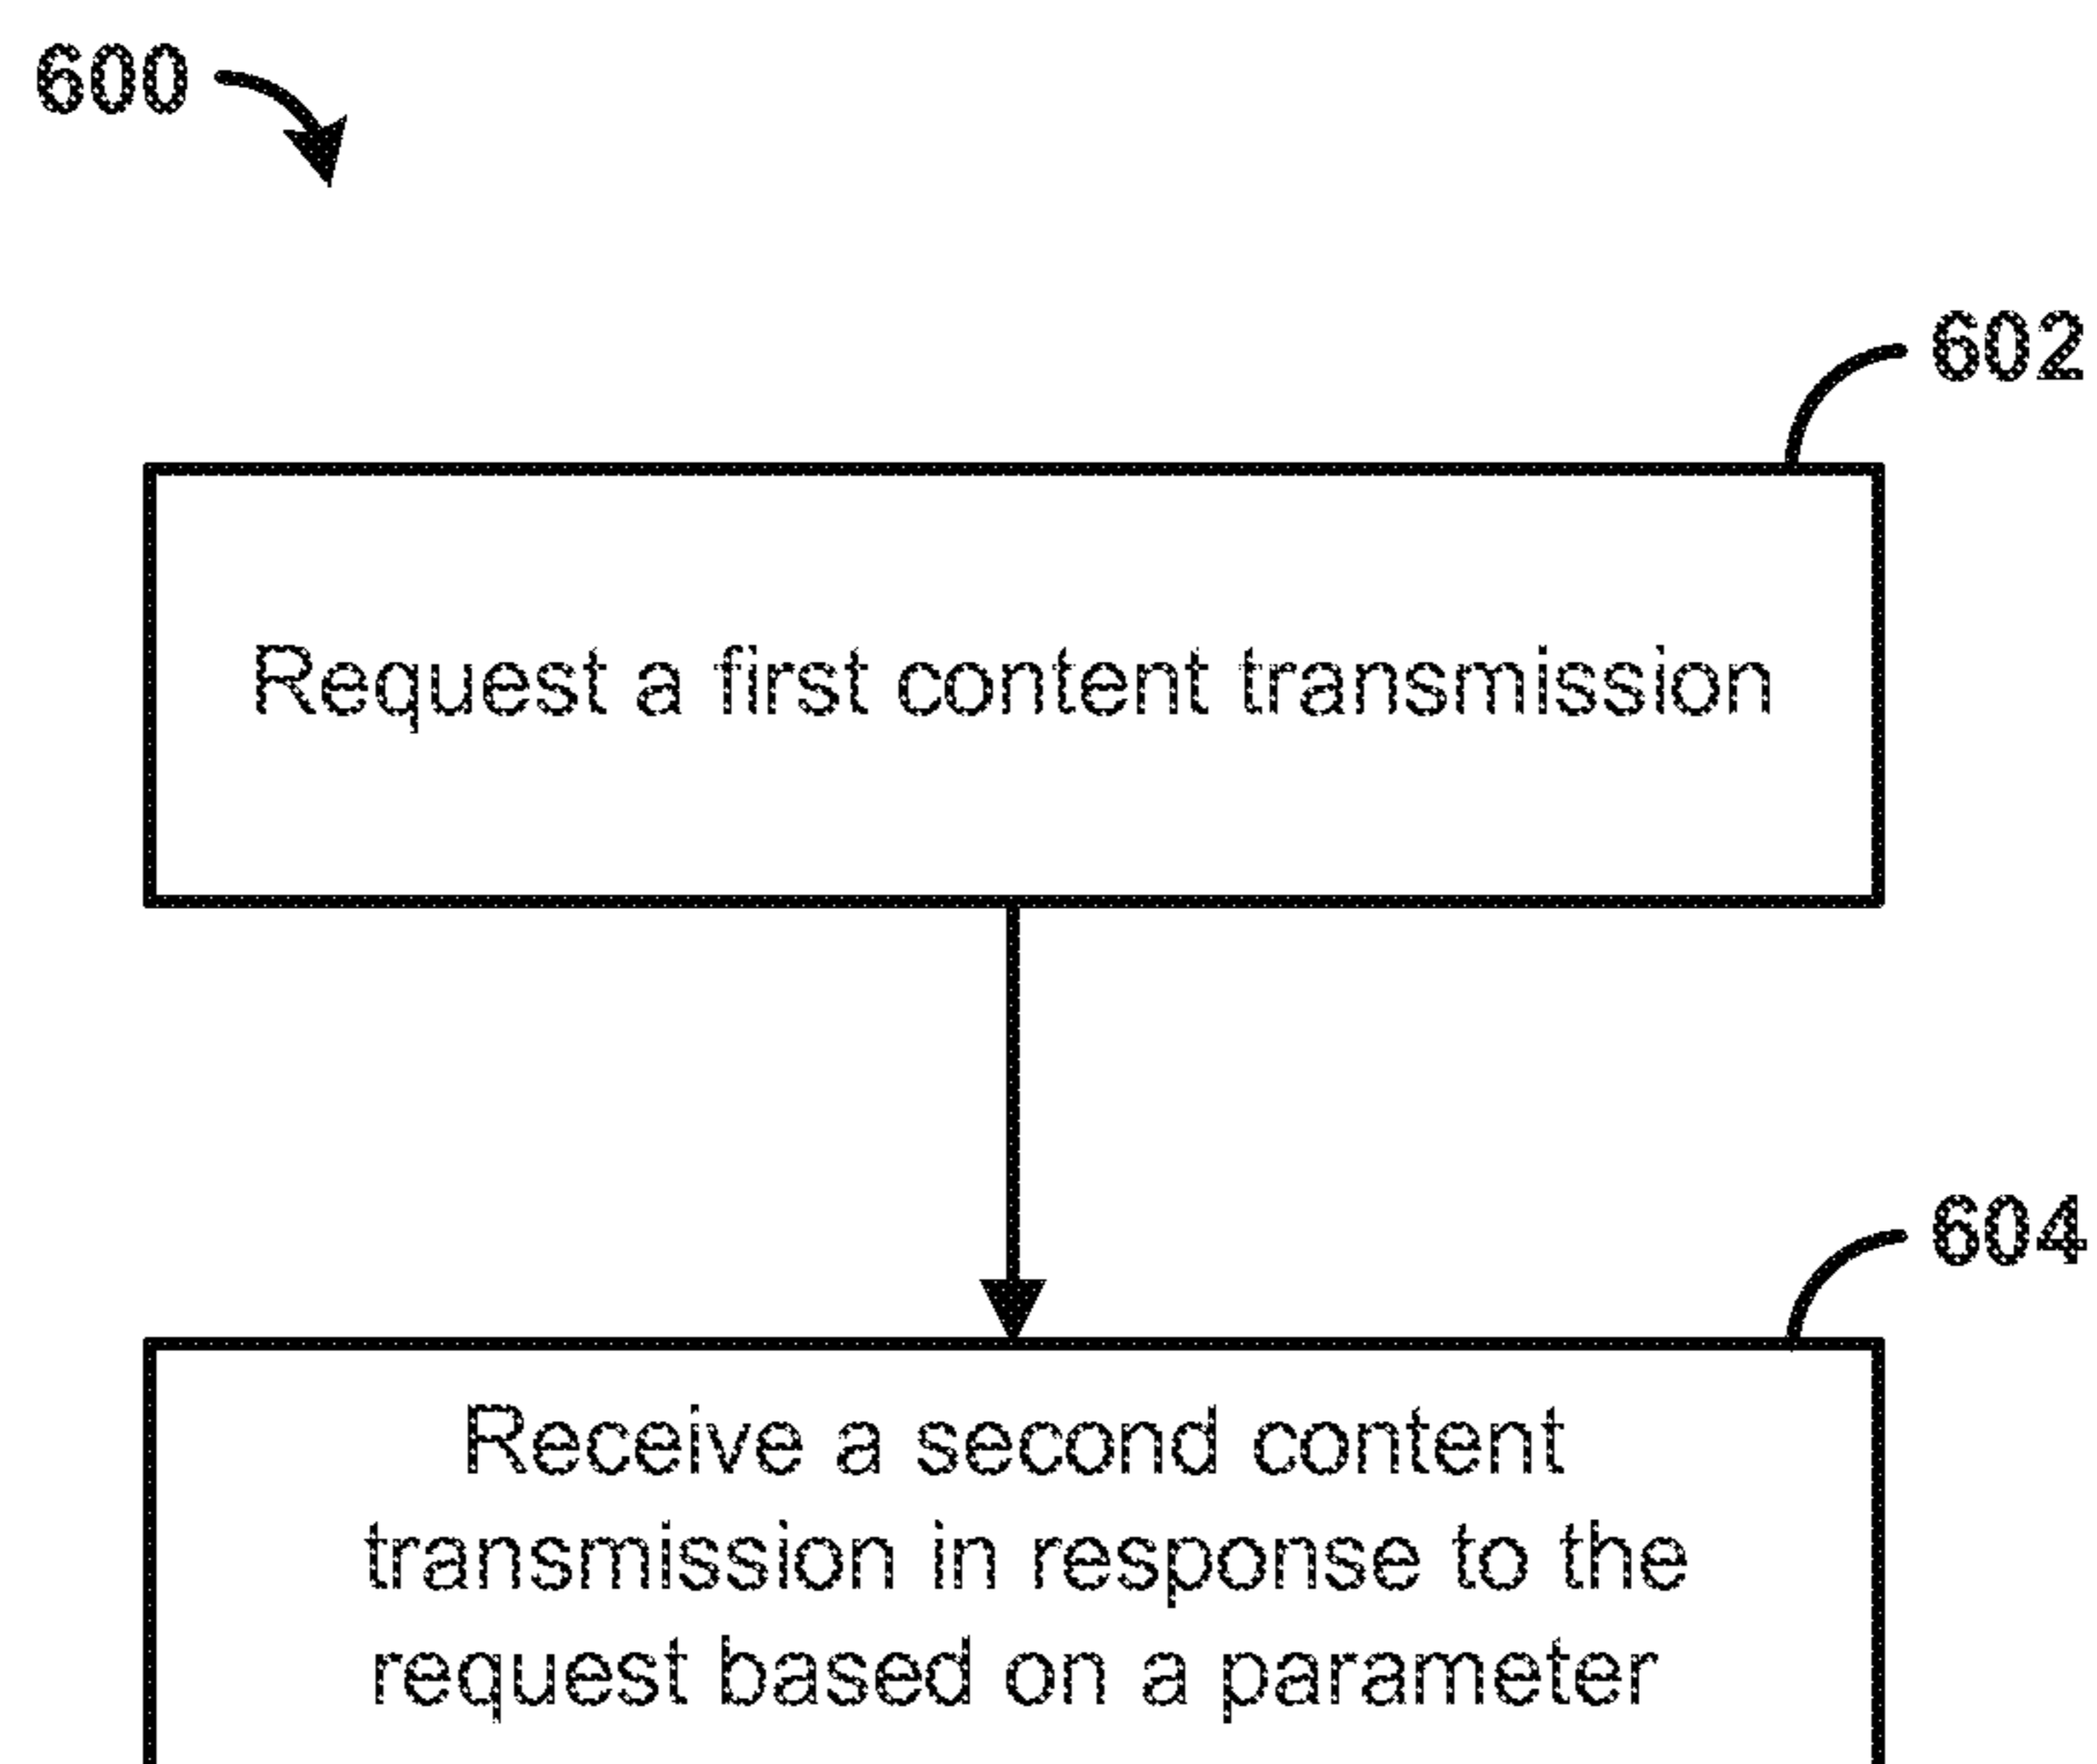 600
602
Request a first content transmission
604
Receive a second content
transmission in response to the
request based on a parameter